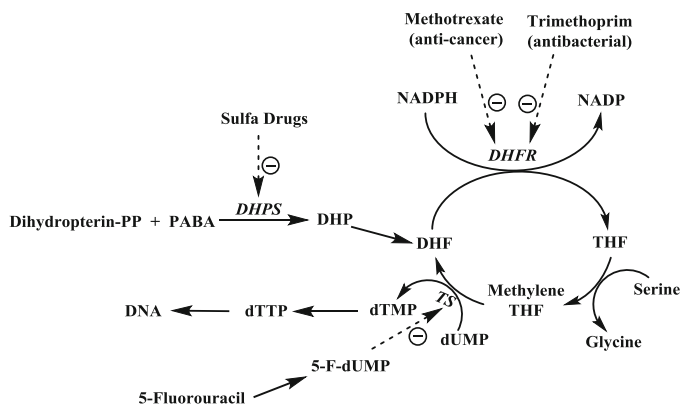 Methotrexate
(anti-cancer)
Trimethoprim
(antibacterial)
NADPH
NADP
Sulfa Drugs
DHFR
DHPS
Dihydropterin-PP + PABA
DHP
DHF
THF
Methylene
THF
Serine
Glycine
DNA
dTTP
dTMP
TS
dUMP
5-F-dUMP
5-Fluorouracil